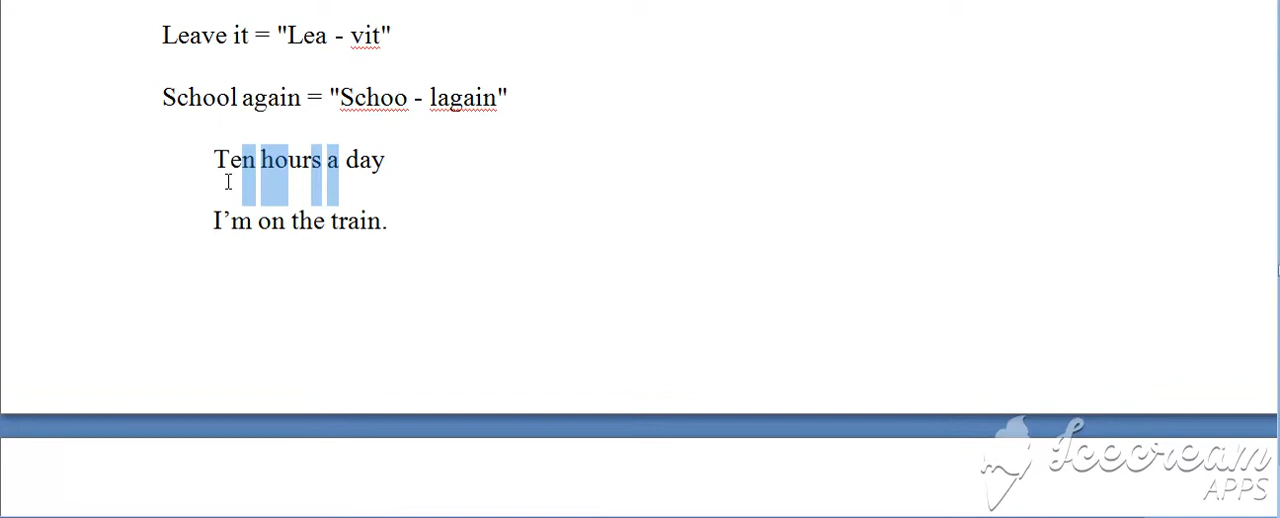 Leave it = "Lea - vit"
School again = "Schoo - lagain"
Ten hours a day
I’m on the train.
Icecream
APPS